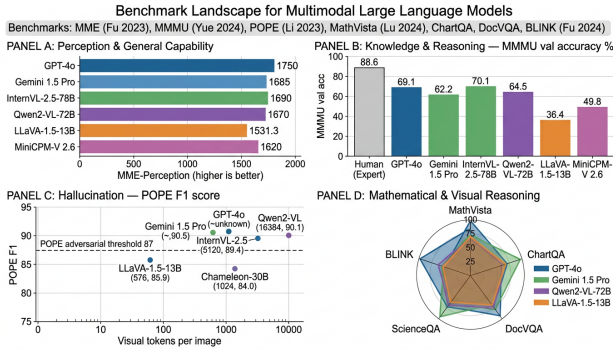 Benchmark Landscape for Multimodal Large Language Models
Benchmarks: MME (Fu 2023), MMMU (Yue 2024), POPE (Li 2023), MathVista (Lu 2024), ChartQA, DocVQA, BLINK (Fu 2024)
PANEL A: Perception & General Capability
GPT-4o
1750
Gemini 1.5 Pro
1685
InternVL-2.5-78B
1690
Qwen2-VL-72B
1670
LLaVA-1.5-13B
1531.3
MiniCPM-V 2.6
1620
0
500
1000
1500
2000
MME-Perception (higher is better)
PANEL B: Knowledge & Reasoning — MMMU val accuracy %
MMMU val acc
100
80
60
40
20
0
88.6
69.1
62.2
70.1
64.5
36.4
49.8
Human
(Expert)
GPT-4o
Gemini
1.5 Pro
InternVL-
2.5-78B
Qwen2-
VL-72B
LLaVA-
1.5-13B
MiniCPM-
V 2.6
PANEL C: Hallucination — POPE F1 score
POPE F1
95
90
85
80
75
POPE adversarial threshold 87
Gemini 1.5 Pro
(~,90.5)
GPT-4o
(~unknown)
InternVL-2.5
(5120, 89.4)
Qwen2-VL
(16384, 90.1)
LLaVA-1.5-13B
(576, 85.9)
Chameleon-30B
(1024, 84.0)
0
10
100
1000
10000
Visual tokens per image
PANEL D: Mathematical & Visual Reasoning
MathVista
100
75
50
25
0
BLINK
ChartQA
ScienceQA
DocVQA
GPT-4o
Gemini 1.5 Pro
Qwen2-VL-72B
LLaVA-1.5-13B